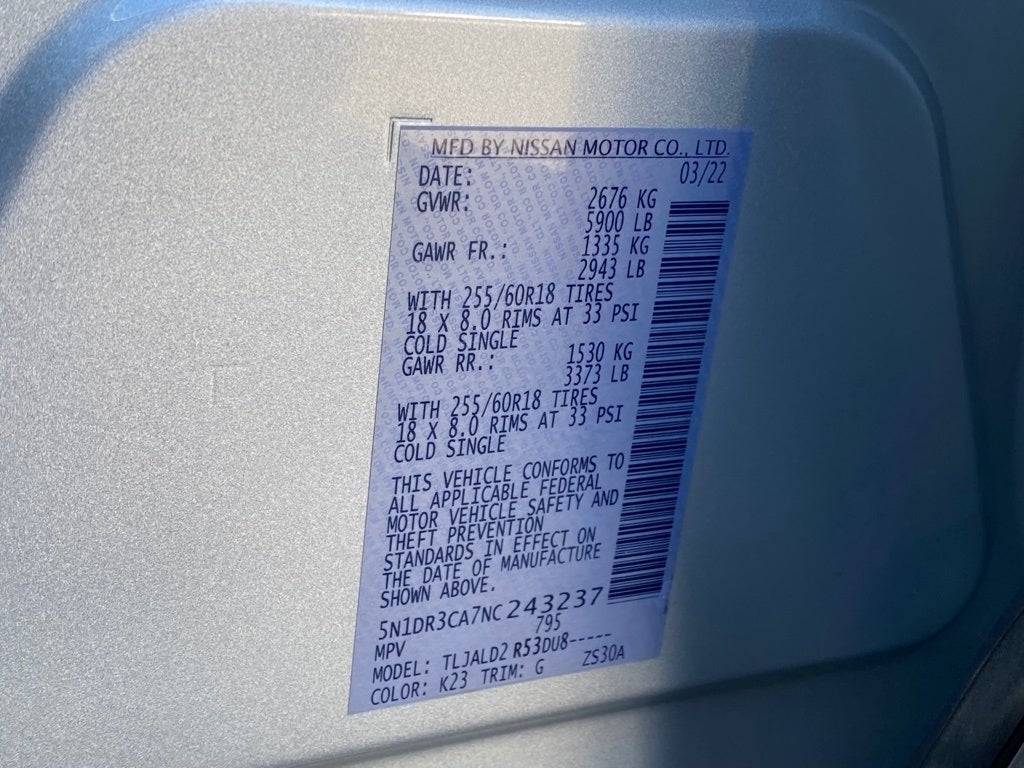 MFD BY NISSAN MOTOR CO., LTD.
DATE: 03/22
GVWR: 2676 KG
5900 LB
GAWR FR.: 1335 KG
2943 LB
WITH 255/60R18 TIRES
18 X 8.0 RIMS AT 33 PSI
COLD SINGLE
GAWR RR.: 1530 KG
3373 LB
WITH 255/60R18 TIRES
18 X 8.0 RIMS AT 33 PSI
COLD SINGLE
THIS VEHICLE CONFORMS TO
ALL APPLICABLE FEDERAL
MOTOR VEHICLE SAFETY AND
THEFT PREVENTION
STANDARDS IN EFFECT ON
THE DATE OF MANUFACTURE
SHOWN ABOVE.
5N1DR3CA7NC243237
MPV 795
MODEL: TLJALD2 R53DU8-----
COLOR: K23 TRIM: G ZS30A